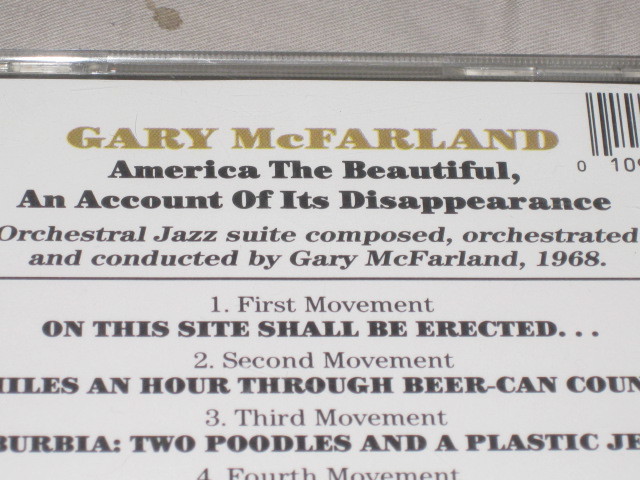 GARY McFARLAND
America The Beautiful,
An Account Of Its Disappearance
Orchestral Jazz suite composed, orchestrated
and conducted by Gary McFarland, 1968.
1. First Movement
ON THIS SITE SHALL BE ERECTED. . .
2. Second Movement
AN HOUR THROUGH BEER-CAN
3. Third Movement
TWO POODLES AND A PLASTIC
4. Fourth Movement
0 10